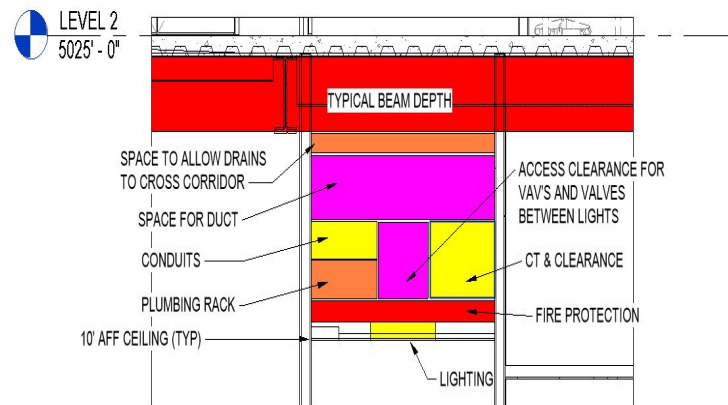 LEVEL 2
5025' - 0"
TYPICAL BEAM DEPTH
SPACE TO ALLOW DRAINS
TO CROSS CORRIDOR
ACCESS CLEARANCE FOR
VAV'S AND VALVES
BETWEEN LIGHTS
SPACE FOR DUCT
CONDUITS
CT & CLEARANCE
PLUMBING RACK
FIRE PROTECTION
10' AFF CEILING (TYP)
LIGHTING